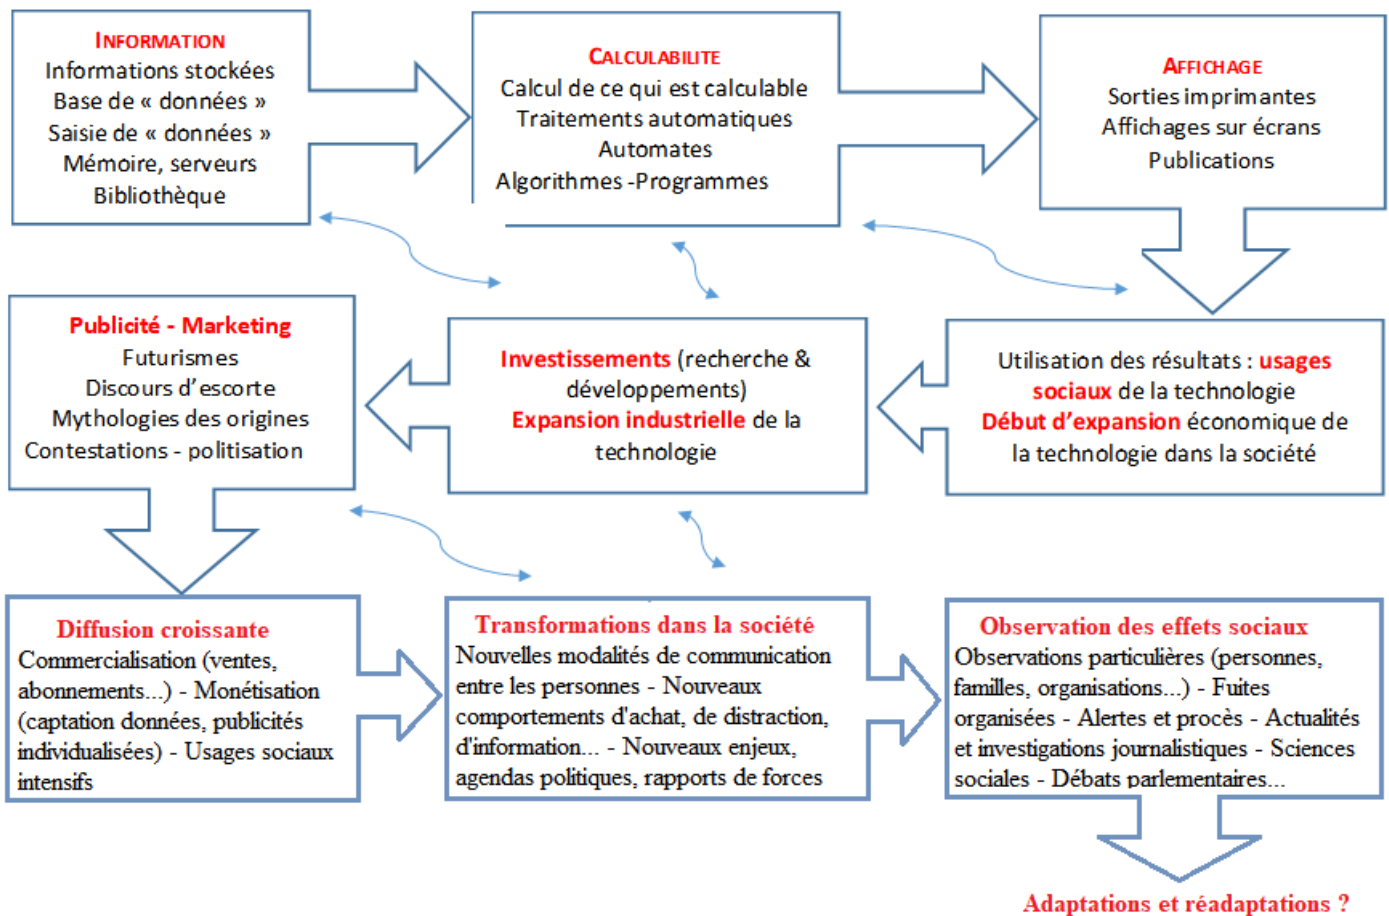 INFORMATION
Informations stockées
Base de « données »
Saisie de « données »
Mémoire, serveurs
Bibliothèque
CALCULABILITE
Calcul de ce qui est calculable
Traitements automatiques
Automates
Algorithmes -Programmes
AFFICHAGE
Sorties imprimantes
Affichages sur écrans
Publications
Publicité - Marketing
Futurismes
Discours d'escorte
Mythologies des origines
Contestations - politisation
Investissements (recherche &
développements)
Expansion industrielle de la
technologie
Utilisation des résultats : usages
sociaux de la technologie
Début d'expansion économique de
la technologie dans la société
Diffusion croissante
Commercialisation (ventes,
abonnements...) - Monétisation
(captation données, publicités
individualisées) - Usages sociaux
intensifs
Transformations dans la société
Nouvelles modalités de communication
entre les personnes - Nouveaux
comportements d'achat, de distraction,
d'information... - Nouveaux enjeux,
agendas politiques, rapports de forces
Observation des effets sociaux
Observations particulières (personnes,
familles, organisations...) - Fuites
organisées - Alertes et procès - Actualités
et investigations journalistiques - Sciences
sociales - Débats parlementaires...
Adaptations et réadaptations ?